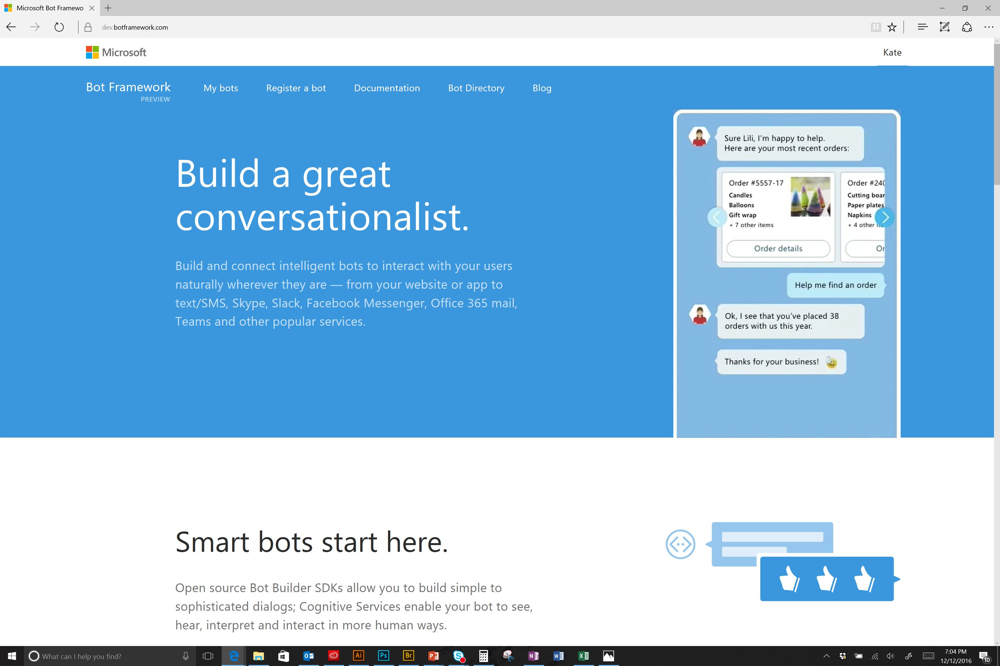 Microsoft Bot Framewo
dev.botframework.com
Microsoft
Kate
Bot Framework
PREVIEW
My bots
Register a bot
Documentation
Bot Directory
Blog
Build a great
conversationalist.
Build and connect intelligent bots to interact with your users
naturally wherever they are — from your website or app to
text/SMS, Skype, Slack, Facebook Messenger, Office 365 mail,
Teams and other popular services.
Sure Lili, I'm happy to help.
Here are your most recent orders:
Order #5557-17
Candles
Balloons
Gift wrap
+ 7 other items
Order details
Order #240
Cutting boar
Paper plates
Napkins
+ 4 other
Or
Help me find an order
Ok, I see that you've placed 38
orders with us this year.
Thanks for your business!
Smart bots start here.
Open source Bot Builder SDKs allow you to build simple to
sophisticated dialogs; Cognitive Services enable your bot to see,
hear, interpret and interact in more human ways.
What can I help you find?
Ai
Ps
Br
7:04 PM
12/12/2016
10